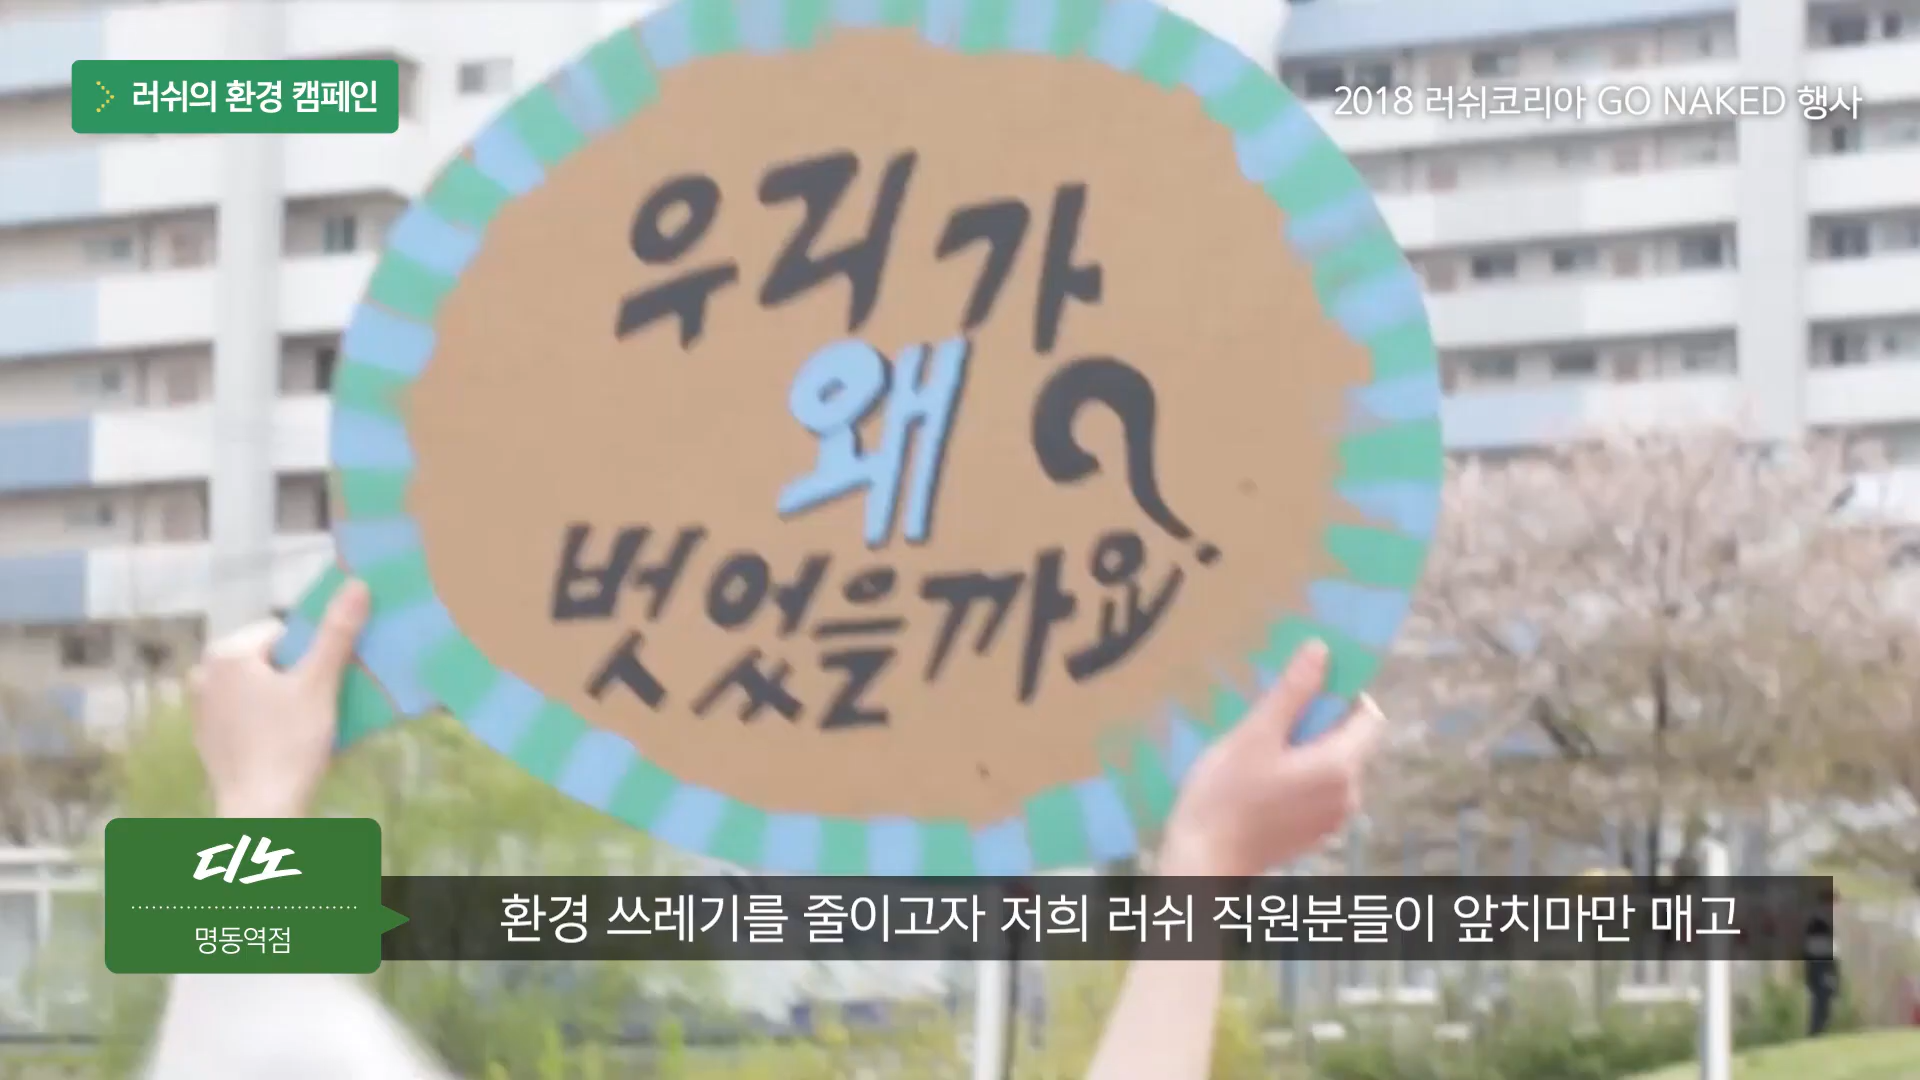 러쉬의 환경 캠페인
2018 러쉬코리아 GO NAKED 행사
우리가
왜?
벗었을까요
디노
명동역점
환경 쓰레기를 줄이고자 저희 러쉬 직원분들이 앞치마만 매고